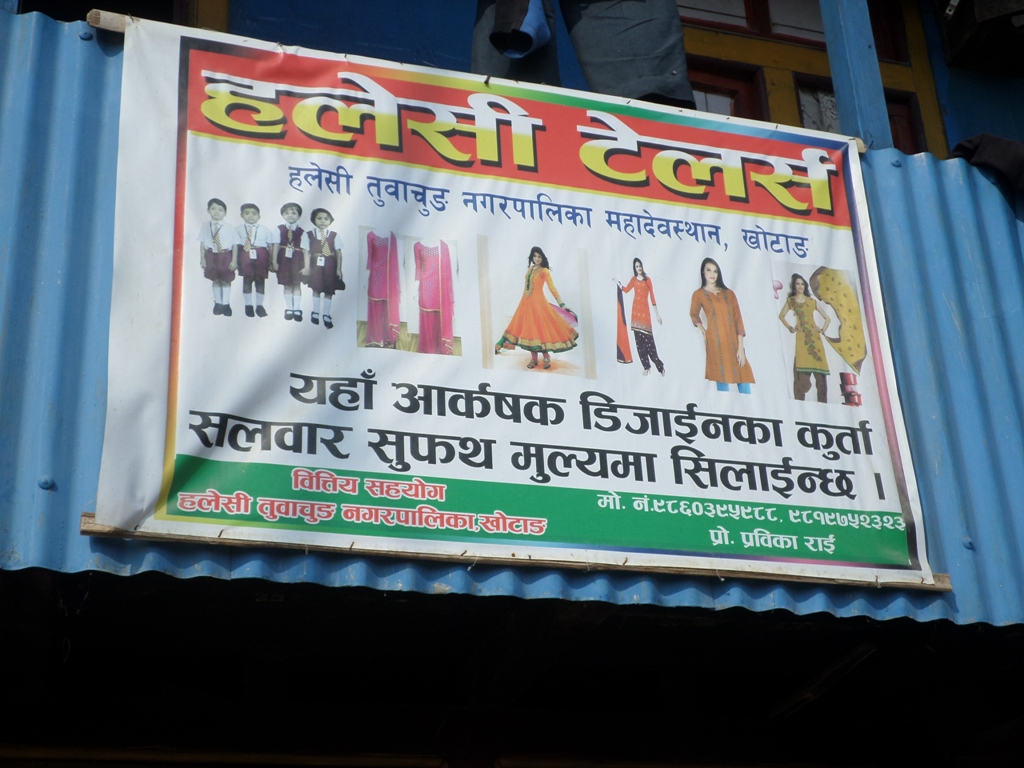 हलेसी टेलर्स
हलेसी तुवाचुङ नगरपालिका महादेवस्थान, खोटाङ
यहाँ आर्कषक डिजाईनका कुर्ता
सलवार सुफथ मुल्यमा सिलाईन्छ ।
वित्तिय सहयोग
हलेसी तुवाचुङ नगरपालिका,खोटाङ
मो. नं.९८६०३९५९८८, ९८१९७५२३२३
प्रो. प्रविका राई